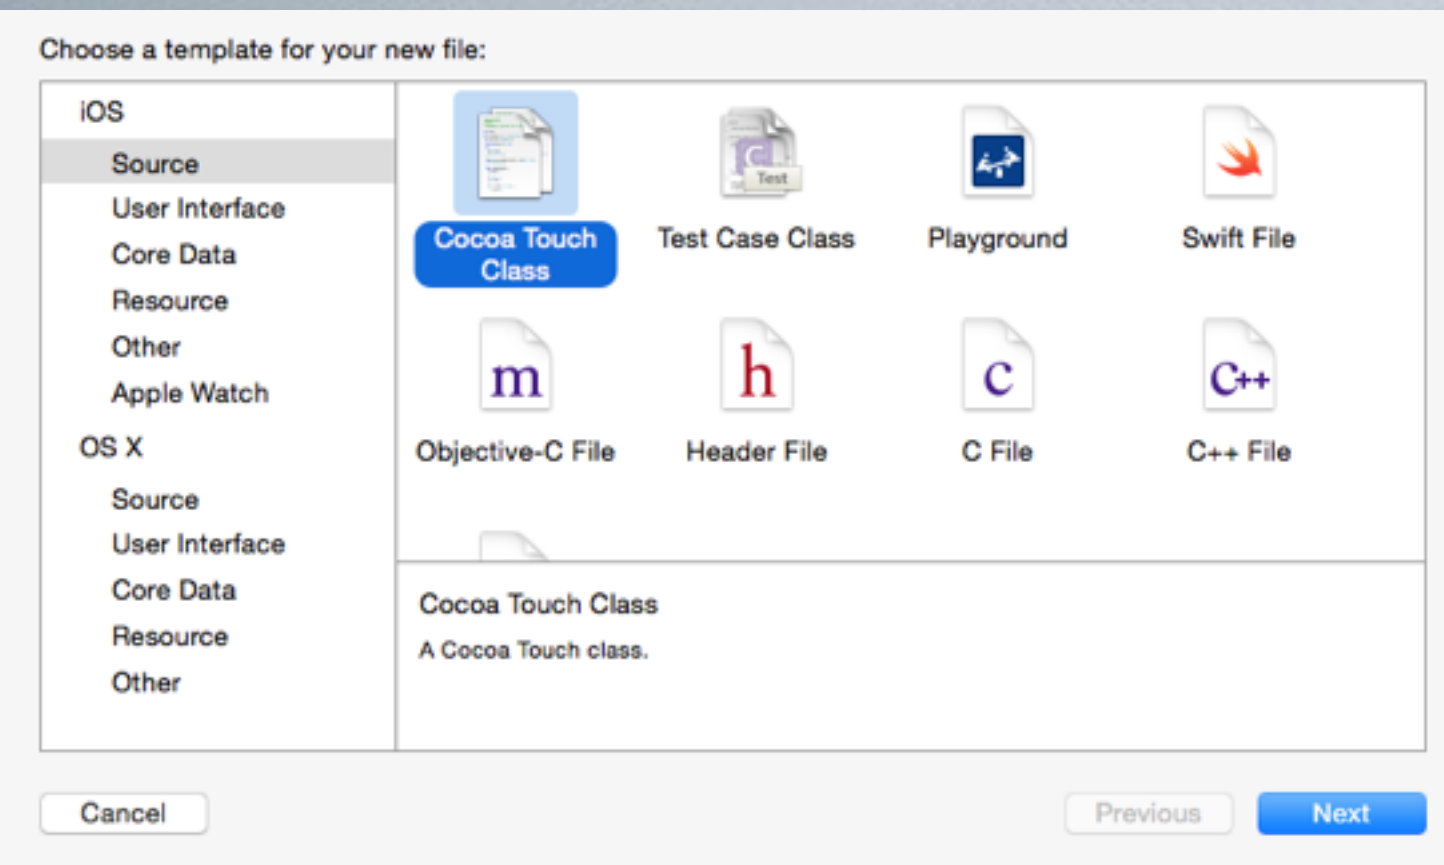 Choose a template for your new file:
iOS
Source
User Interface
Core Data
Resource
Other
Apple Watch
OS X
Source
User Interface
Core Data
Resource
Other
C
Test
Cocoa Touch
Class
Test Case Class
Playground
Swift File
m
h
c
C++
Objective-C File
Header File
C File
C++ File
Cocoa Touch Class
A Cocoa Touch class.
Cancel
Previous
Next